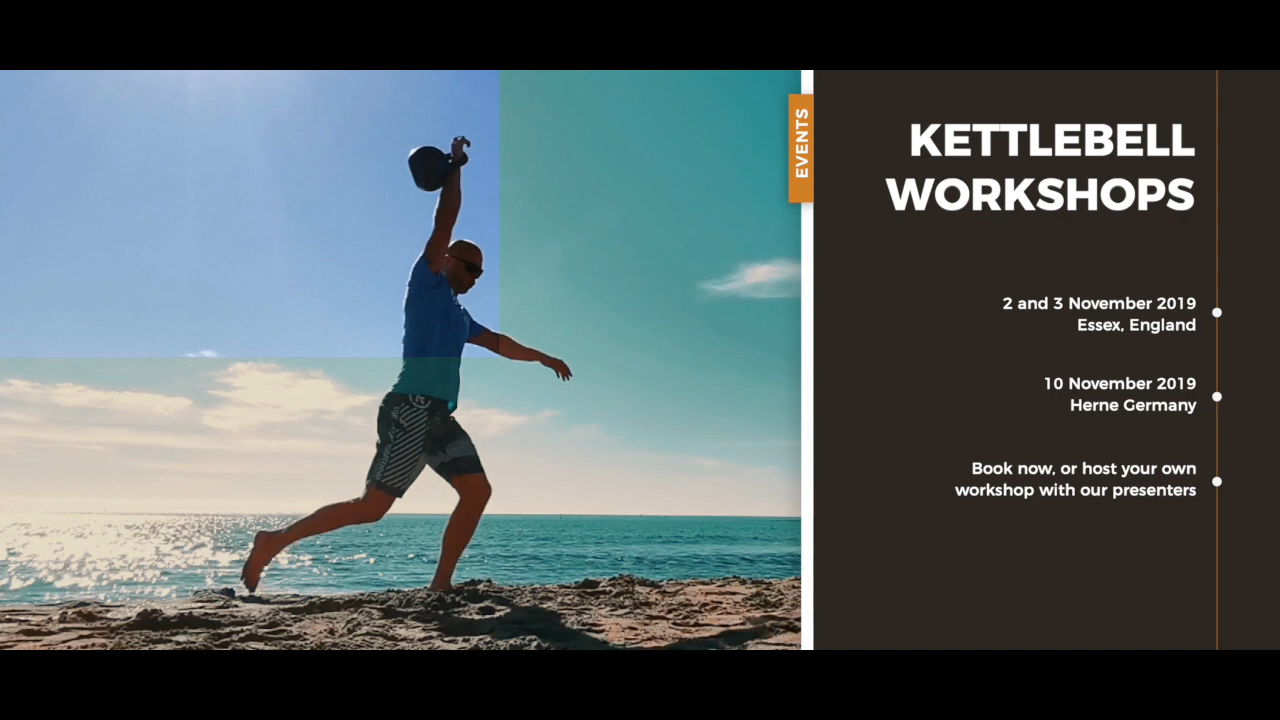 EVENTS
KETTLEBELL
WORKSHOPS
2 and 3 November 2019
Essex, England
10 November 2019
Herne Germany
Book now, or host your own
workshop with our presenters